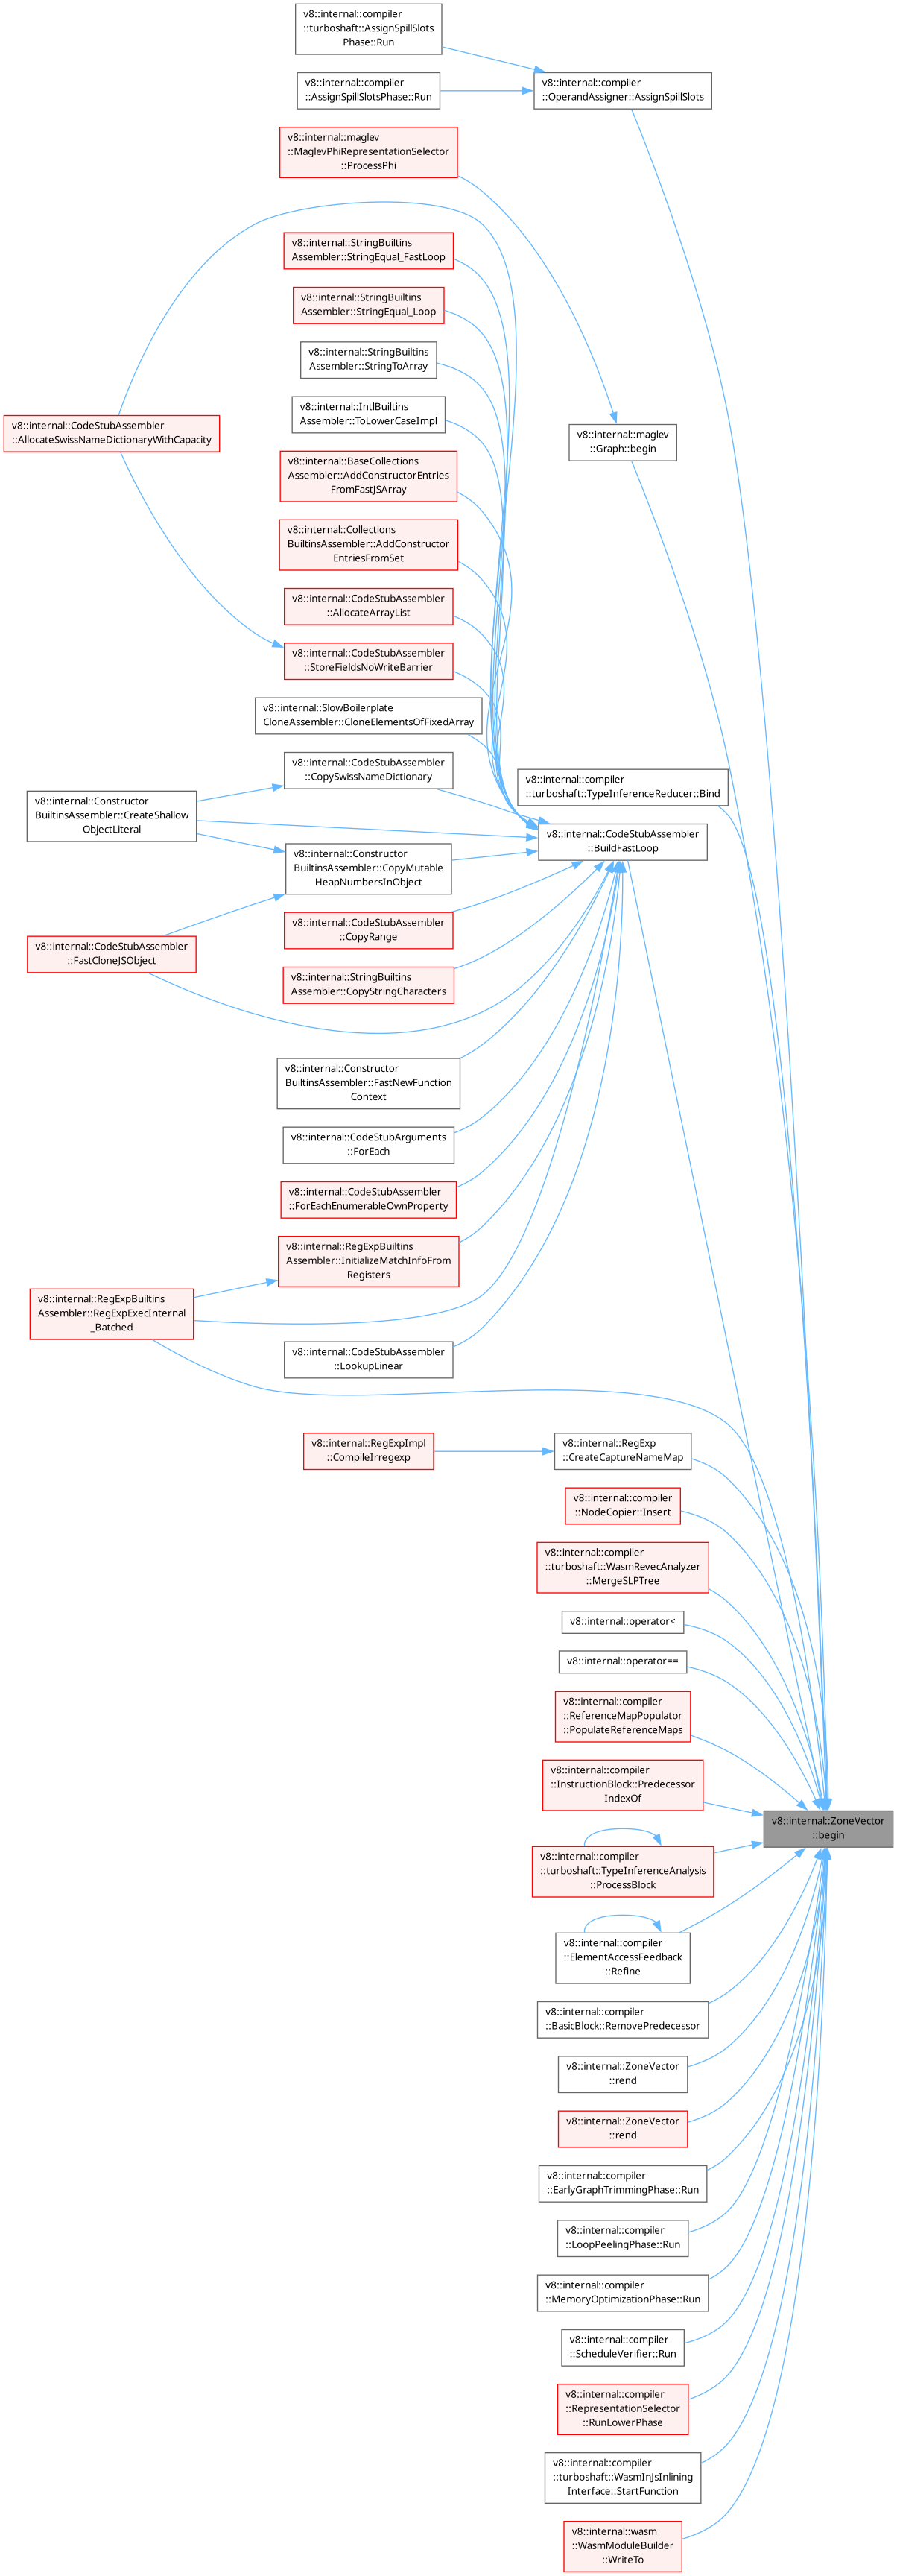 v8::internal::compiler
::turboshaft::AssignSpillSlots
Phase::Run
v8::internal::compiler
::AssignSpillSlotsPhase::Run
v8::internal::compiler
::OperandAssigner::AssignSpillSlots
v8::internal::maglev
::MaglevPhiRepresentationSelector
::ProcessPhi
v8::internal::StringBuiltins
Assembler::StringEqual_FastLoop
v8::internal::StringBuiltins
Assembler::StringEqual_Loop
v8::internal::StringBuiltins
Assembler::StringToArray
v8::internal::IntlBuiltins
Assembler::ToLowerCaseImpl
v8::internal::CodeStubAssembler
::AllocateSwissNameDictionaryWithCapacity
v8::internal::maglev
::Graph::begin
v8::internal::BaseCollections
Assembler::AddConstructorEntries
FromFastJSArray
v8::internal::Collections
BuiltinsAssembler::AddConstructor
EntriesFromSet
v8::internal::CodeStubAssembler
::AllocateArrayList
v8::internal::CodeStubAssembler
::StoreFieldsNoWriteBarrier
v8::internal::SlowBoilerplate
CloneAssembler::CloneElementsOfFixedArray
v8::internal::CodeStubAssembler
::CopySwissNameDictionary
v8::internal::compiler
::turboshaft::TypeInferenceReducer::Bind
v8::internal::Constructor
BuiltinsAssembler::CreateShallow
ObjectLiteral
v8::internal::CodeStubAssembler
::BuildFastLoop
v8::internal::Constructor
BuiltinsAssembler::CopyMutable
HeapNumbersInObject
v8::internal::CodeStubAssembler
::CopyRange
v8::internal::CodeStubAssembler
::FastCloneJSObject
v8::internal::StringBuiltins
Assembler::CopyStringCharacters
v8::internal::Constructor
BuiltinsAssembler::FastNewFunction
Context
v8::internal::CodeStubArguments
::ForEach
v8::internal::CodeStubAssembler
::ForEachEnumerableOwnProperty
v8::internal::RegExpBuiltins
Assembler::InitializeMatchInfoFrom
Registers
v8::internal::RegExpBuiltins
Assembler::RegExpExecInternal
_Batched
v8::internal::CodeStubAssembler
::LookupLinear
v8::internal::RegExpImpl
::CompileIrregexp
v8::internal::RegExp
::CreateCaptureNameMap
v8::internal::compiler
::NodeCopier::Insert
v8::internal::compiler
::turboshaft::WasmRevecAnalyzer
::MergeSLPTree
v8::internal::operator<
v8::internal::operator==
v8::internal::compiler
::ReferenceMapPopulator
::PopulateReferenceMaps
v8::internal::compiler
::InstructionBlock::Predecessor
IndexOf
v8::internal::ZoneVector
::begin
v8::internal::compiler
::turboshaft::TypeInferenceAnalysis
::ProcessBlock
v8::internal::compiler
::ElementAccessFeedback
::Refine
v8::internal::compiler
::BasicBlock::RemovePredecessor
v8::internal::ZoneVector
::rend
v8::internal::ZoneVector
::rend
v8::internal::compiler
::EarlyGraphTrimmingPhase::Run
v8::internal::compiler
::LoopPeelingPhase::Run
v8::internal::compiler
::MemoryOptimizationPhase::Run
v8::internal::compiler
::ScheduleVerifier::Run
v8::internal::compiler
::RepresentationSelector
::RunLowerPhase
v8::internal::compiler
::turboshaft::WasmInJsInlining
Interface::StartFunction
v8::internal::wasm
::WasmModuleBuilder
::WriteTo